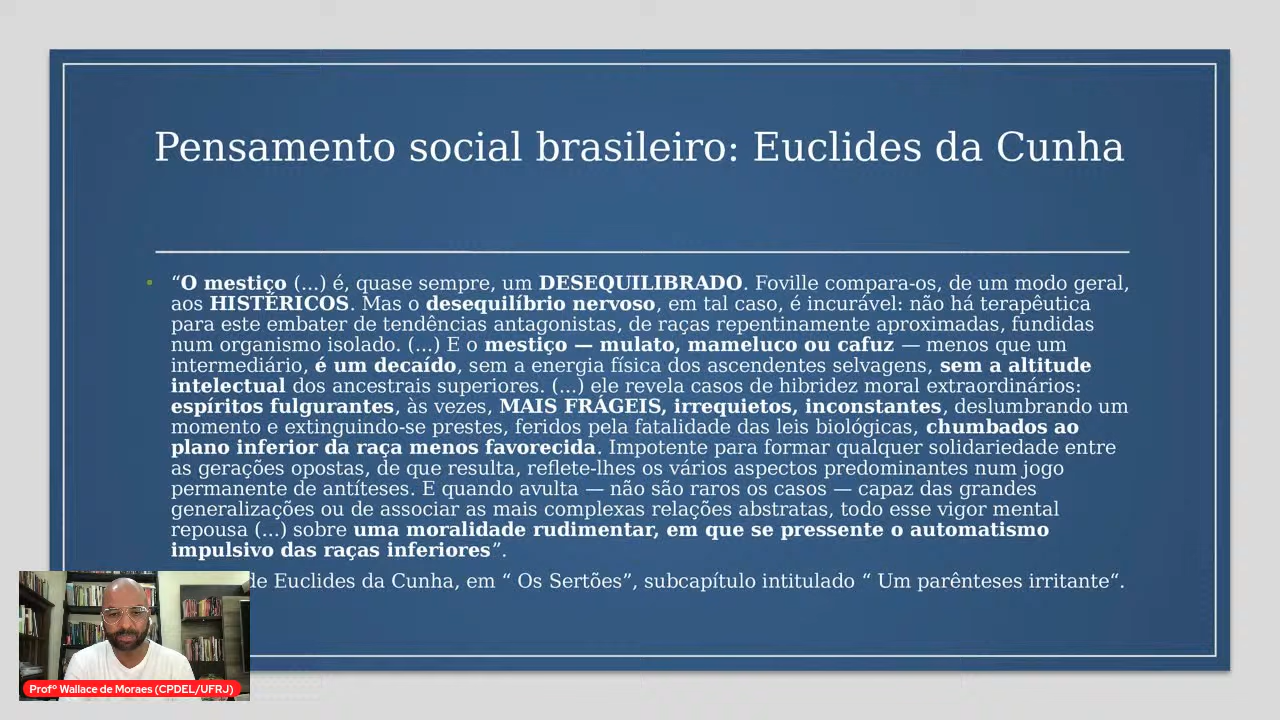 Pensamento social brasileiro: Euclides da Cunha
“O mestiço (...) é, quase sempre, um DESEQUILIBRADO. Foville compara-os, de um modo geral,
aos HISTÉRICOS. Mas o desequilíbrio nervoso, em tal caso, é incurável: não há terapêutica
para este embater de tendências antagonistas, de raças repentinamente aproximadas, fundidas
num organismo isolado. (...) E o mestiço — mulato, mameluco ou cafuz — menos que um
intermediário, é um decaído, sem a energia física dos ascendentes selvagens, sem a altitude
intelectual dos ancestrais superiores. (...) ele revela casos de hibridez moral extraordinários:
espíritos fulgurantes, às vezes, MAIS FRÁGEIS, irrequietos, inconstantes, deslumbrando um
momento e extinguindo-se prestes, feridos pela fatalidade das leis biológicas, chumbados ao
plano inferior da raça menos favorecida. Impotente para formar qualquer solidariedade entre
as gerações opostas, de que resulta, reflete-lhes os vários aspectos predominantes num jogo
permanente de antíteses. E quando avulta — não são raros os casos — capaz das grandes
generalizações ou de associar as mais complexas relações abstratas, todo esse vigor mental
repousa (...) sobre uma moralidade rudimentar, em que se pressente o automatismo
impulsivo das raças inferiores”.
de Euclides da Cunha, em “ Os Sertões”, subcapítulo intitulado “ Um parênteses irritante“.
Profº Wallace de Moraes (CPDEL/UFRJ)